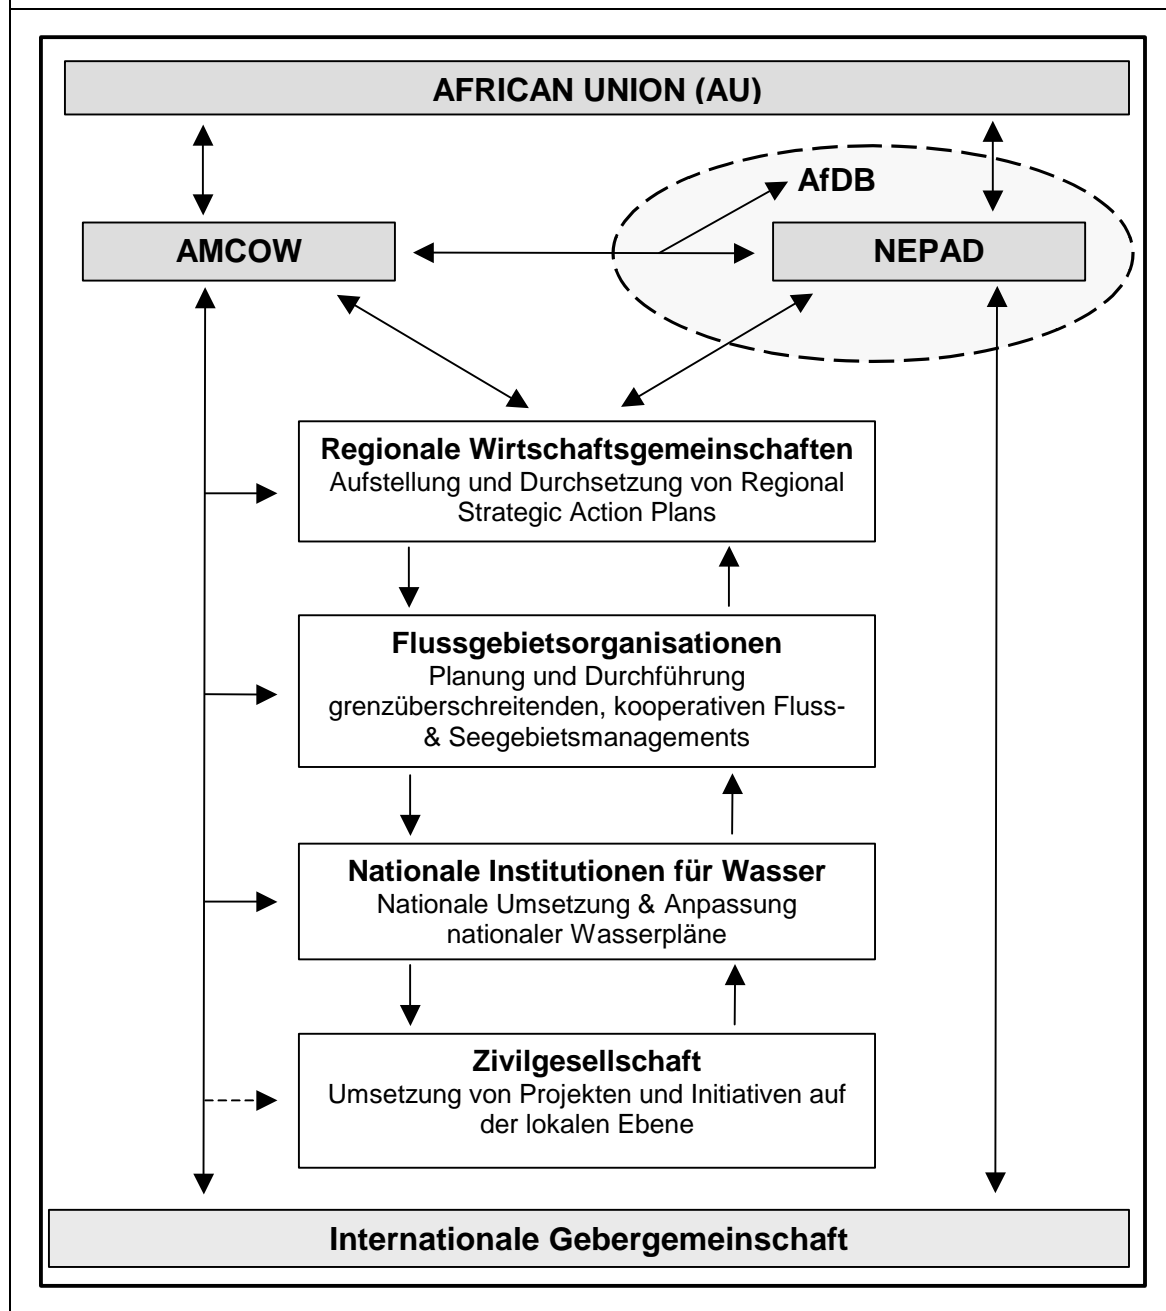 AFRICAN UNION (AU)
AfDB
AMCOW
NEPAD
Regionale Wirtschaftsgemeinschaften
Aufstellung und Durchsetzung von Regional
Strategic Action Plans
Flussgebietsorganisationen
Planung und Durchführung
grenzüberschreitenden, kooperativen Fluss-
& Seegebietsmanagements
Nationale Institutionen für Wasser
Nationale Umsetzung & Anpassung
nationaler Wasserpläne
Zivilgesellschaft
Umsetzung von Projekten und Initiativen auf
der lokalen Ebene
Internationale Gebergemeinschaft